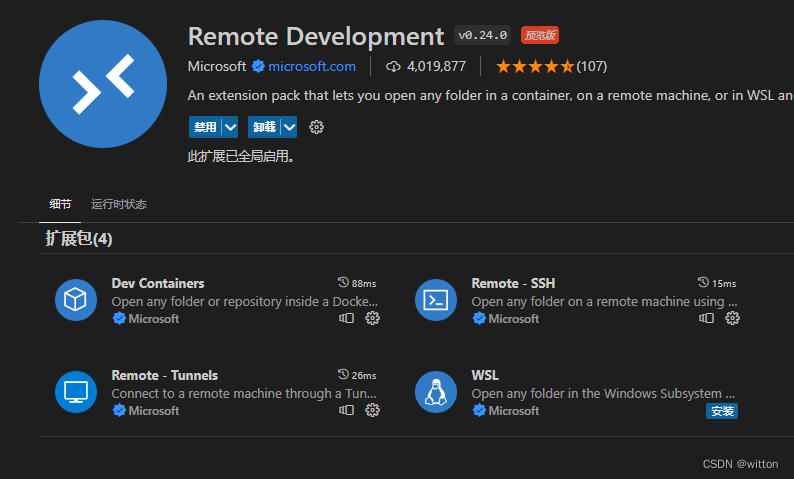 Remote Development v0.24.0 预览版
Microsoft microsoft.com 4,019,877 (107)
An extension pack that lets you open any folder in a container, on a remote machine, or in WSL and
禁用 卸载
此扩展已全局启用。
细节 运行时状态
扩展包(4)
Dev Containers 88ms
Open any folder or repository inside a Docke...
Microsoft
Remote - SSH 15ms
Open any folder on a remote machine using ...
Microsoft
Remote - Tunnels 26ms
Connect to a remote machine through a Tun...
Microsoft
WSL
Open any folder in the Windows Subsystem ...
Microsoft 安装
CSDN @witton